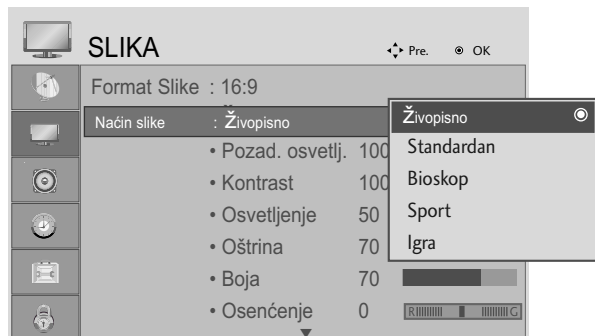 SLIKA Pre. OK
Format Slike : 16:9
Naćin slike : Živopisno
• Pozad. osvetlj. 100
• Kontrast 100
• Osvetljenje 50
• Oštrina 70
• Boja 70
• Osenćenje 0 R G
Živopisno
Standardan
Bioskop
Sport
Igra